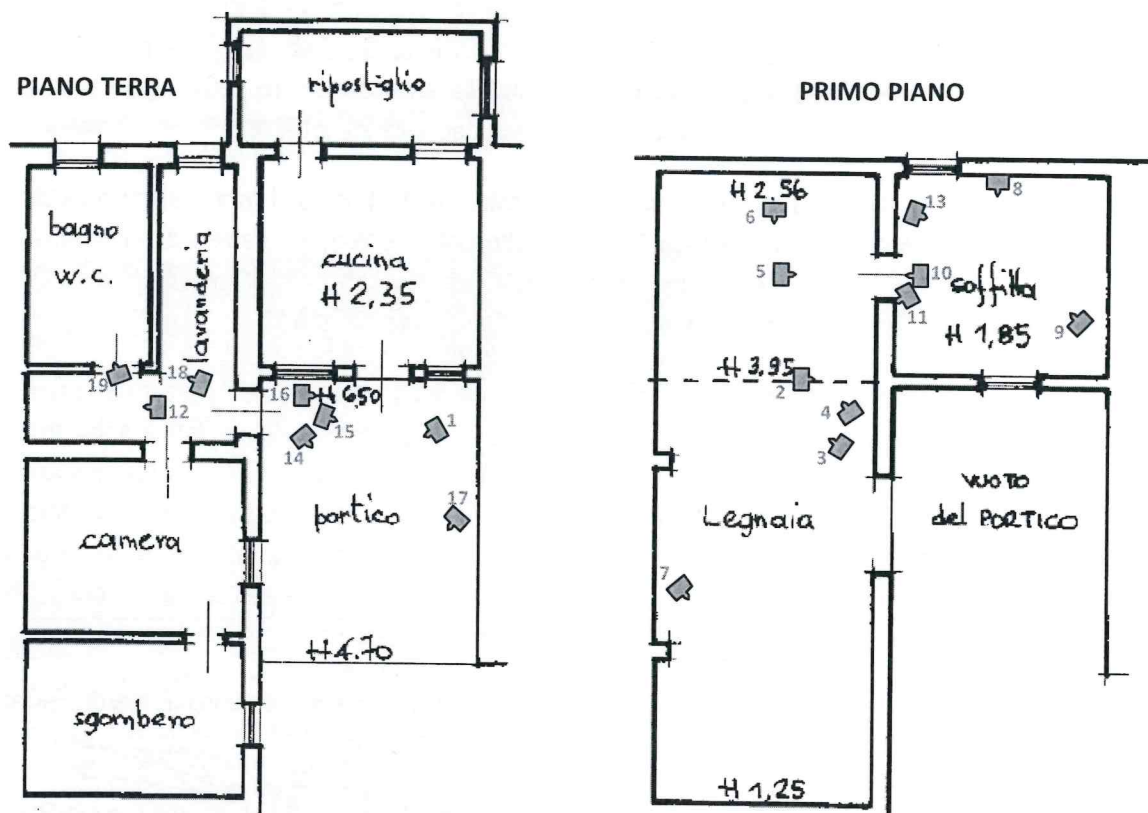 PIANO TERRA
ripostiglio
bagno
w.c.
lavanderia
cucina
H 2,35
19
18
12
16
H 6.50
15
14
1
17
portico
camera
H 4.70
sgombero
PRIMO PIANO
H 2.56
6
13
8
5
10
11
soffitta
9
H 1,85
H 3.95
2
4
3
Legnaia
VUOTO
del PORTICO
7
H 1,25